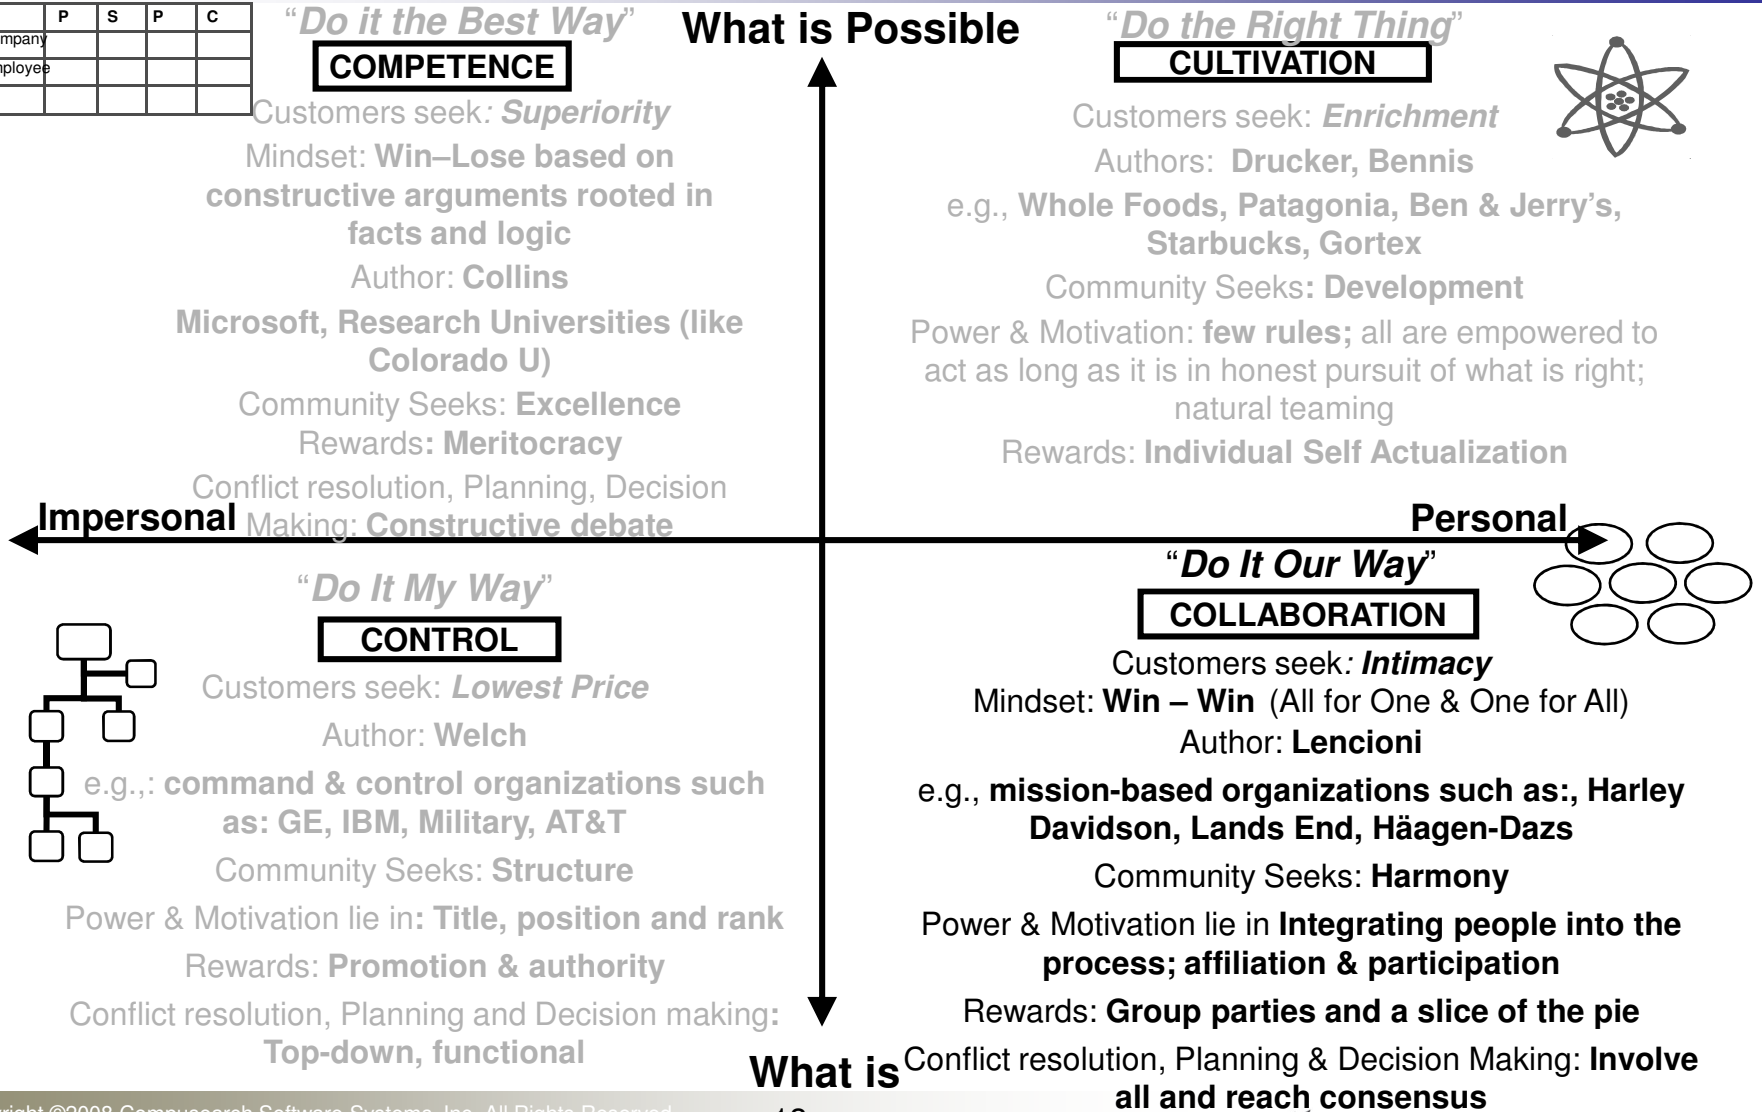 P S P C
“Do it the Best Way”
COMPETENCE
Customers seek: Superiority
Mindset: Win–Lose based on
constructive arguments rooted in
facts and logic
Author: Collins
Microsoft, Research Universities (like
Colorado U)
Community Seeks: Excellence
Rewards: Meritocracy
Conflict resolution, Planning, Decision
Making: Constructive debate
What is Possible
“Do the Right Thing”
CULTIVATION
Customers seek: Enrichment
Authors: Drucker, Bennis
e.g., Whole Foods, Patagonia, Ben & Jerry’s,
Starbucks, Gortex
Community Seeks: Development
Power & Motivation: few rules; all are empowered to
act as long as it is in honest pursuit of what is right;
natural teaming
Rewards: Individual Self Actualization
Impersonal
Personal
“Do It My Way”
CONTROL
Customers seek: Lowest Price
Author: Welch
e.g.,: command & control organizations such
as: GE, IBM, Military, AT&T
Community Seeks: Structure
Power & Motivation lie in: Title, position and rank
Rewards: Promotion & authority
Conflict resolution, Planning and Decision making:
Top-down, functional
“Do It Our Way”
COLLABORATION
Customers seek: Intimacy
Mindset: Win – Win (All for One & One for All)
Author: Lencioni
e.g., mission-based organizations such as:, Harley
Davidson, Lands End, Häagen-Dazs
Community Seeks: Harmony
Power & Motivation lie in Integrating people into the
process; affiliation & participation
Rewards: Group parties and a slice of the pie
Conflict resolution, Planning & Decision Making: Involve
all and reach consensus
What is
©2008 Compusearch Software Systems, Inc. All Rights Reserved